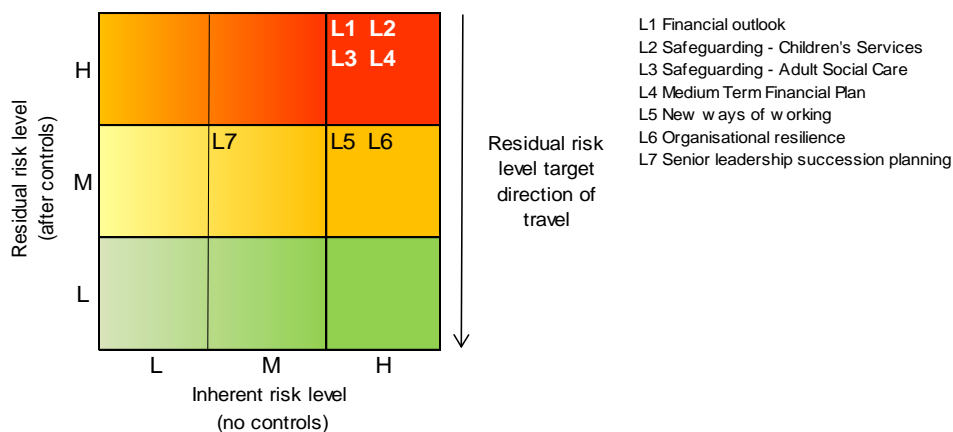 L1 L2
L3 L4
H
L7
L5 L6
M
L
L
M
H
Residual risk level
(after controls)
Inherent risk level
(no controls)
Residual risk
level target
direction of
travel
L1 Financial outlook
L2 Safeguarding - Children's Services
L3 Safeguarding - Adult Social Care
L4 Medium Term Financial Plan
L5 New ways of working
L6 Organisational resilience
L7 Senior leadership succession planning